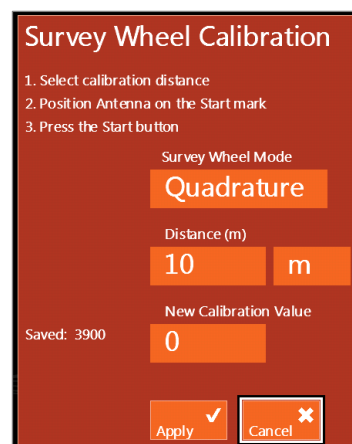 Survey Wheel Calibration
1. Select calibration distance
2. Position Antenna on the Start mark
3. Press the Start button
Survey Wheel Mode
Quadrature
Distance (m)
10 m
New Calibration Value
Saved: 3900 0
Apply Cancel